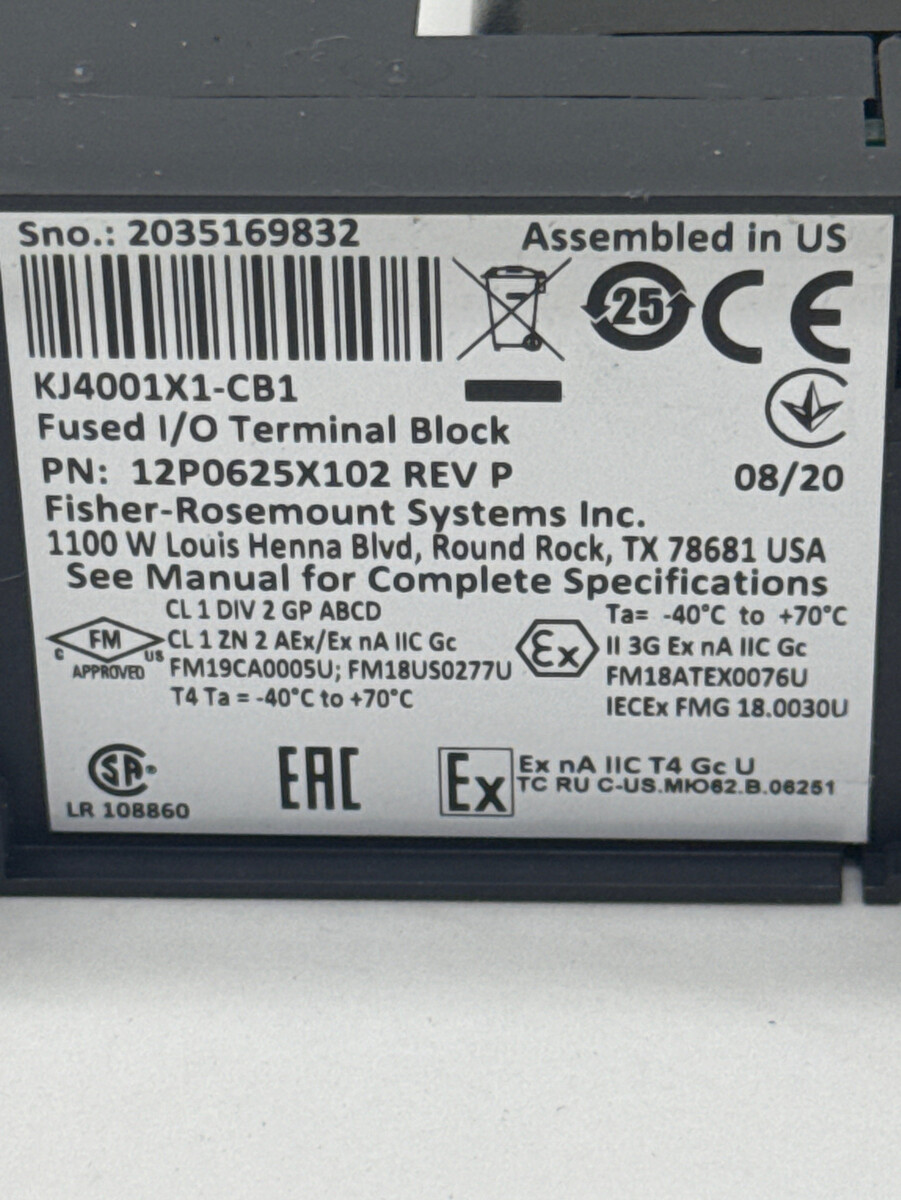 Sno.: 2035169832
Assembled in US
25
CE
KJ4001X1-CB1
Fused I/O Terminal Block
PN: 12P0625X102 REV P
08/20
Fisher-Rosemount Systems Inc.
1100 W Louis Henna Blvd, Round Rock, TX 78681 USA
See Manual for Complete Specifications
FM
C US
APPROVED
CL 1 DIV 2 GP ABCD
CL 1 ZN 2 AEx/Ex nA IIC Gc
FM19CA0005U; FM18US0277U
T4 Ta = -40°C to +70°C
Ex
Ta= -40°C to +70°C
II 3G Ex nA IIC Gc
FM18ATEX0076U
IECEx FMG 18.0030U
SA®
LR 108860
EAC
Ex
Ex nA IIC T4 Gc U
TC RU C-US.МЮ62.B.06251